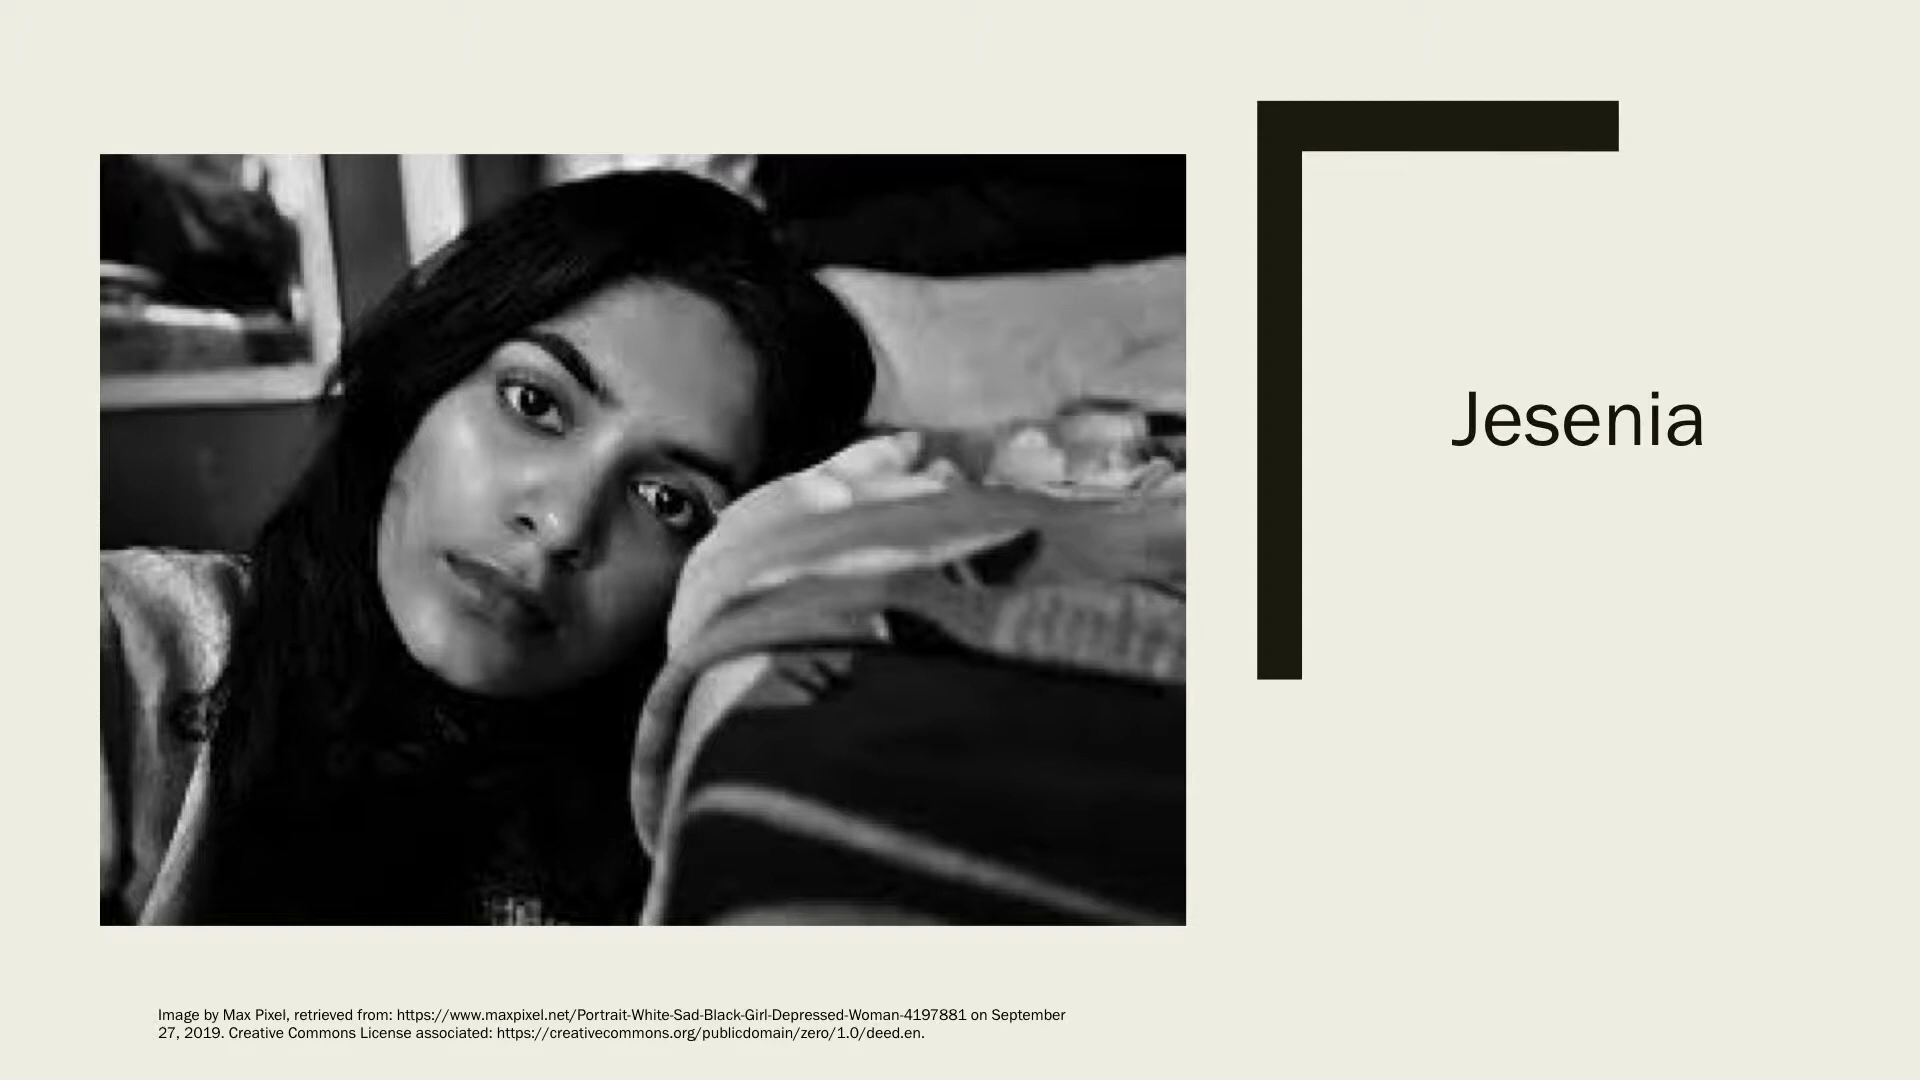 Jesenia
Image by Max Pixel, retrieved from: https://www.maxpixel.net/Portrait-White-Sad-Black-Girl-Depressed-Woman-4197881 on September
27, 2019. Creative Commons License associated: https://creativecommons.org/publicdomain/zero/1.0/deed.en.